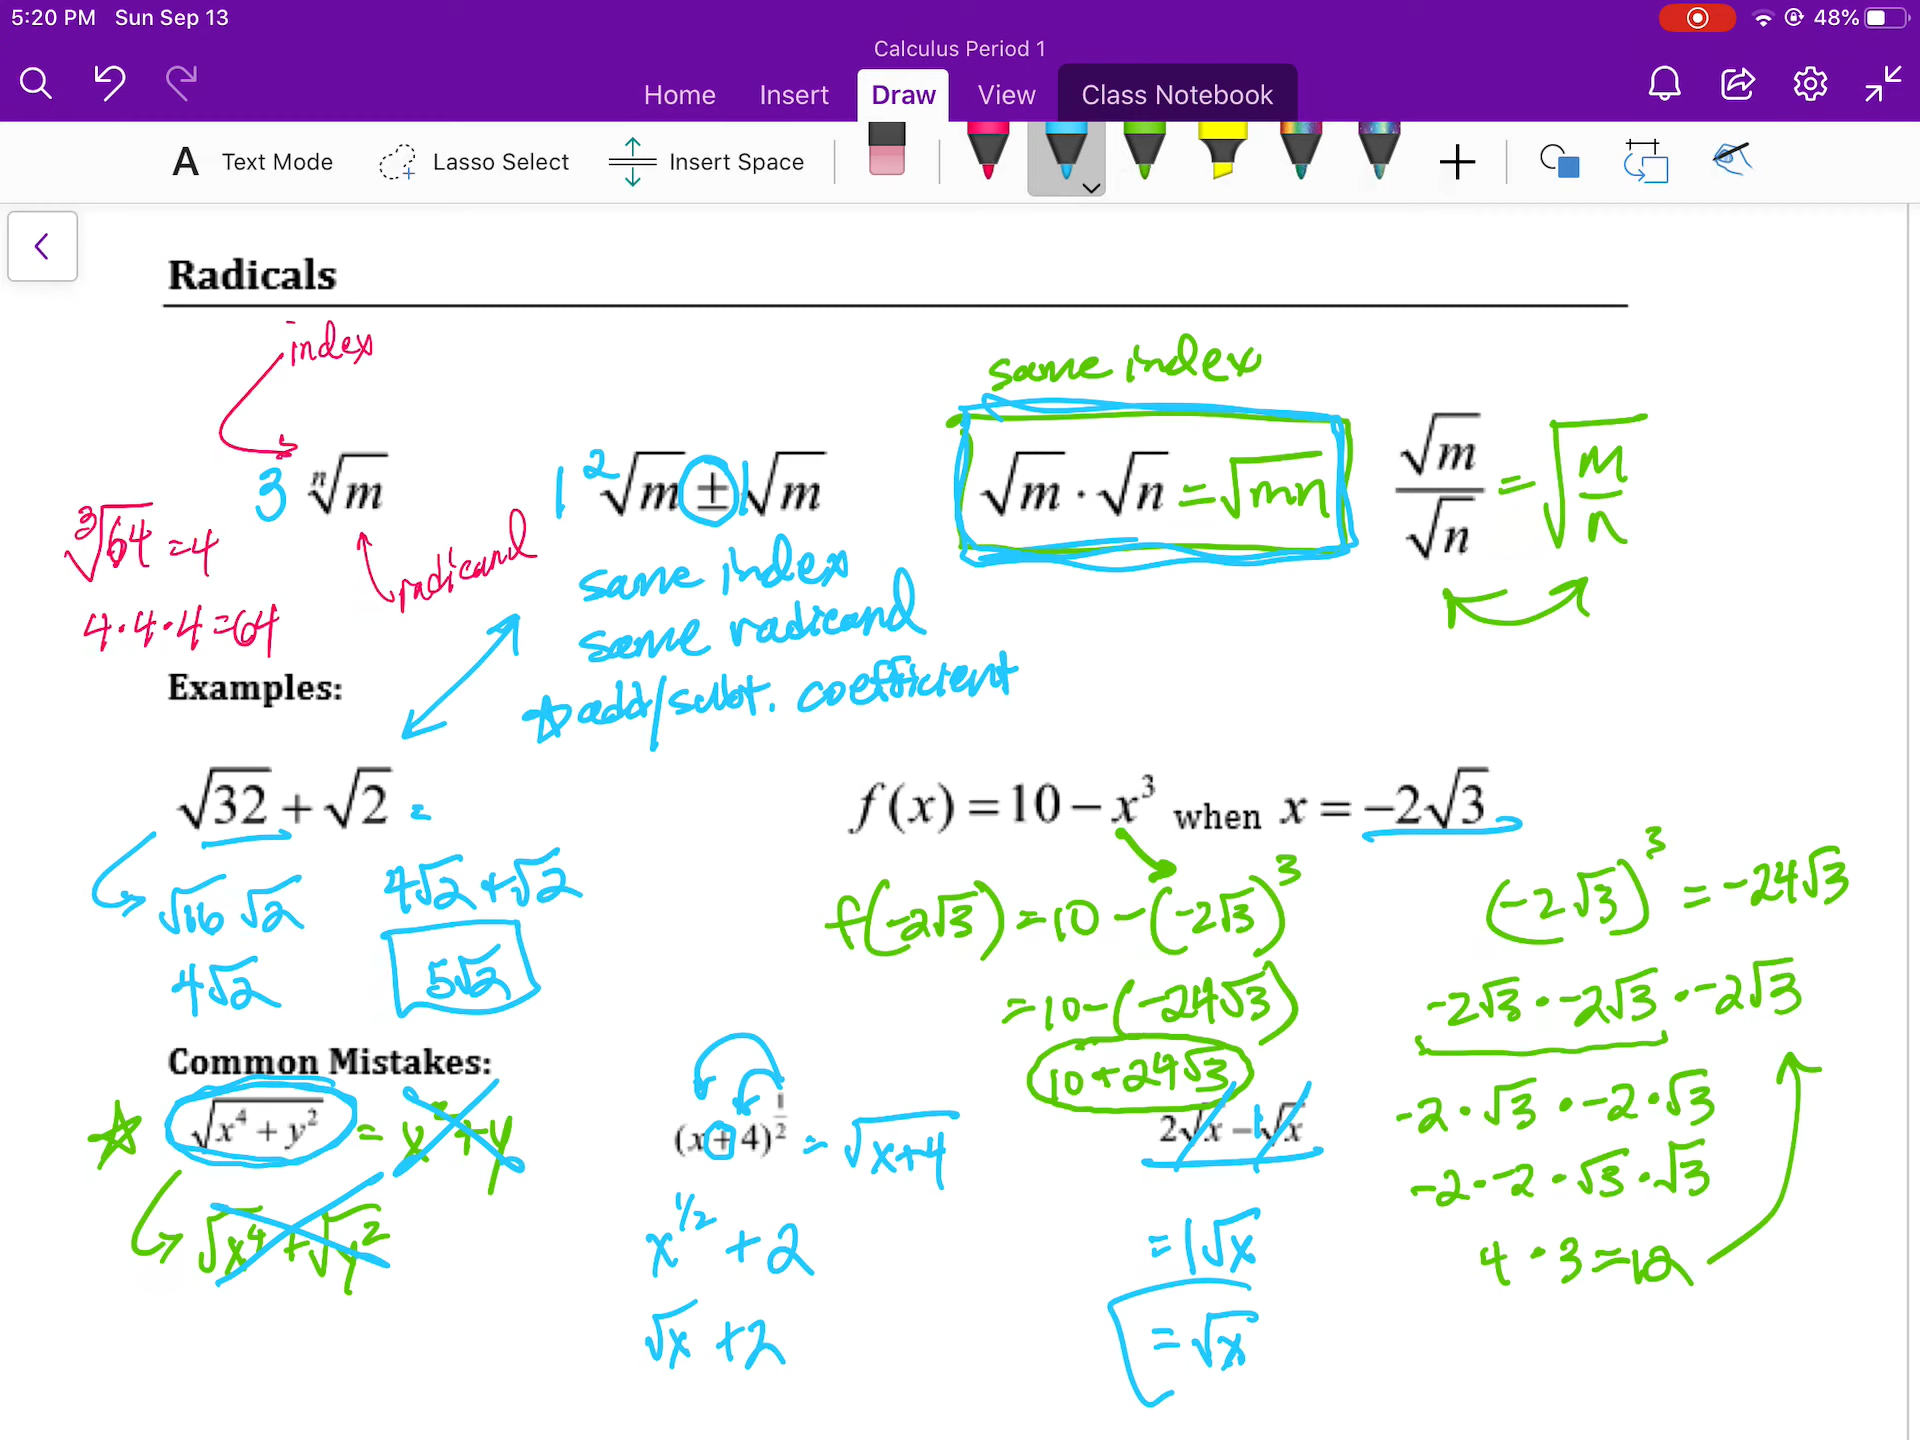 5:20 PM Sun Sep 13
48%
Calculus Period 1
Home Insert Draw View Class Notebook
A Text Mode Lasso Select Insert Space
Radicals
index
same index
3 ⁿ√m
1 ²√m ± 1√m
√m · √n = √mn
√m/√n = √(m/n)
³√64 = 4
radicand
4·4·4=64
same index
same radicand
☆ add/subt. coefficient
Examples:
√32 + √2 =
√16 √2
4√2
4√2 + √2
5√2
f(x) = 10 − x³ when x = −2√3
f(-2√3) = 10 − (-2√3)³
= 10 − (-24√3)
10 + 24√3
(-2√3)³ = -24√3
-2√3 · -2√3 · -2√3
-2 · √3 · -2 · √3
-2 · -2 · √3 · √3
4 · 3 = 12
Common Mistakes:
√(x⁴ + y²) = x² + y
√x⁴ + √y²
(x + 4)^(1/2) = √(x+4)
x^(1/2) + 2
√x + 2
2√x − 1√x
= 1√x
= √x